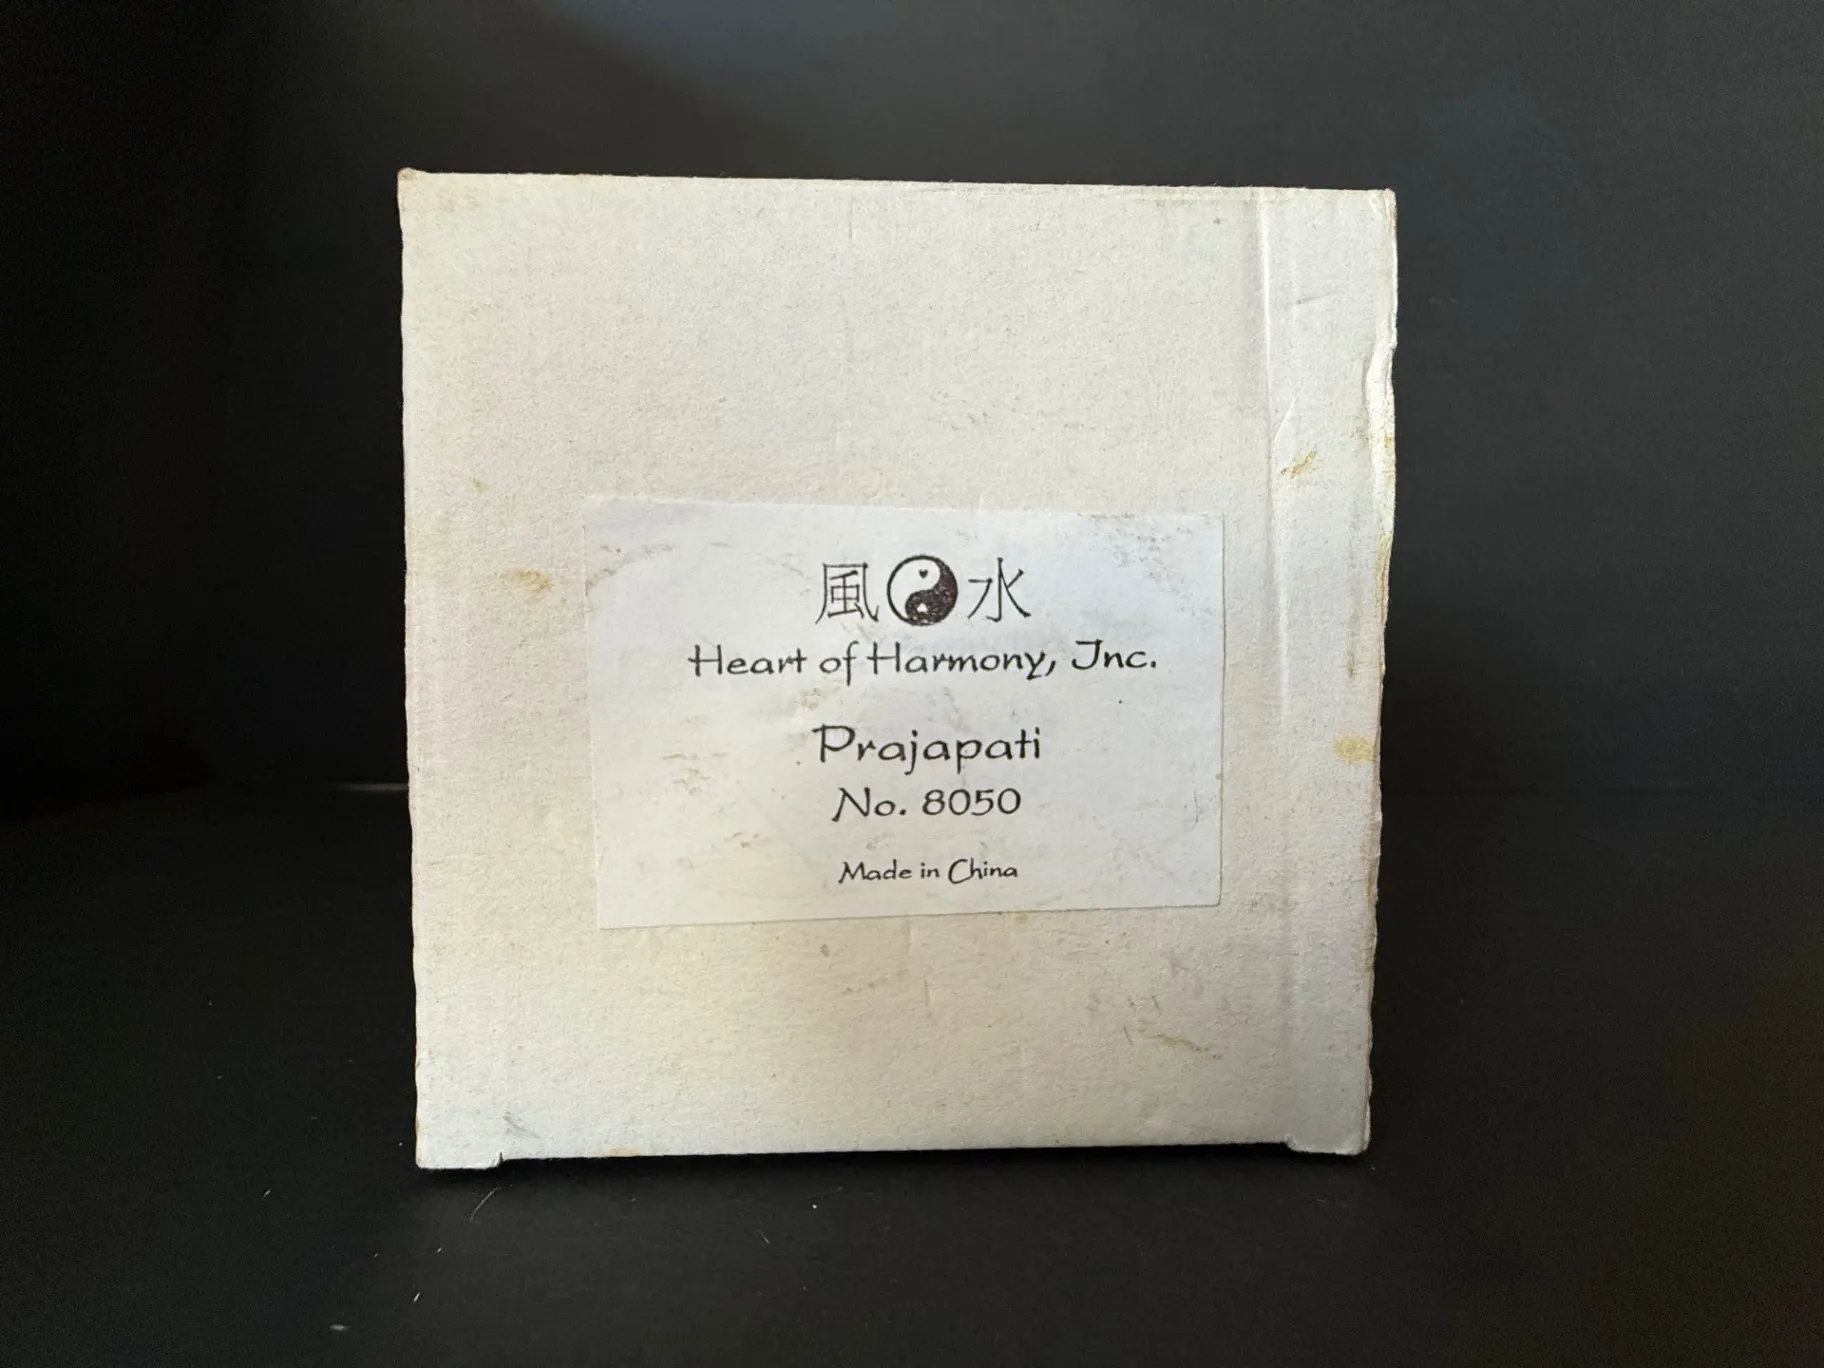 風 水
Heart of Harmony, Inc.
Prajapati
No. 8050
Made in China